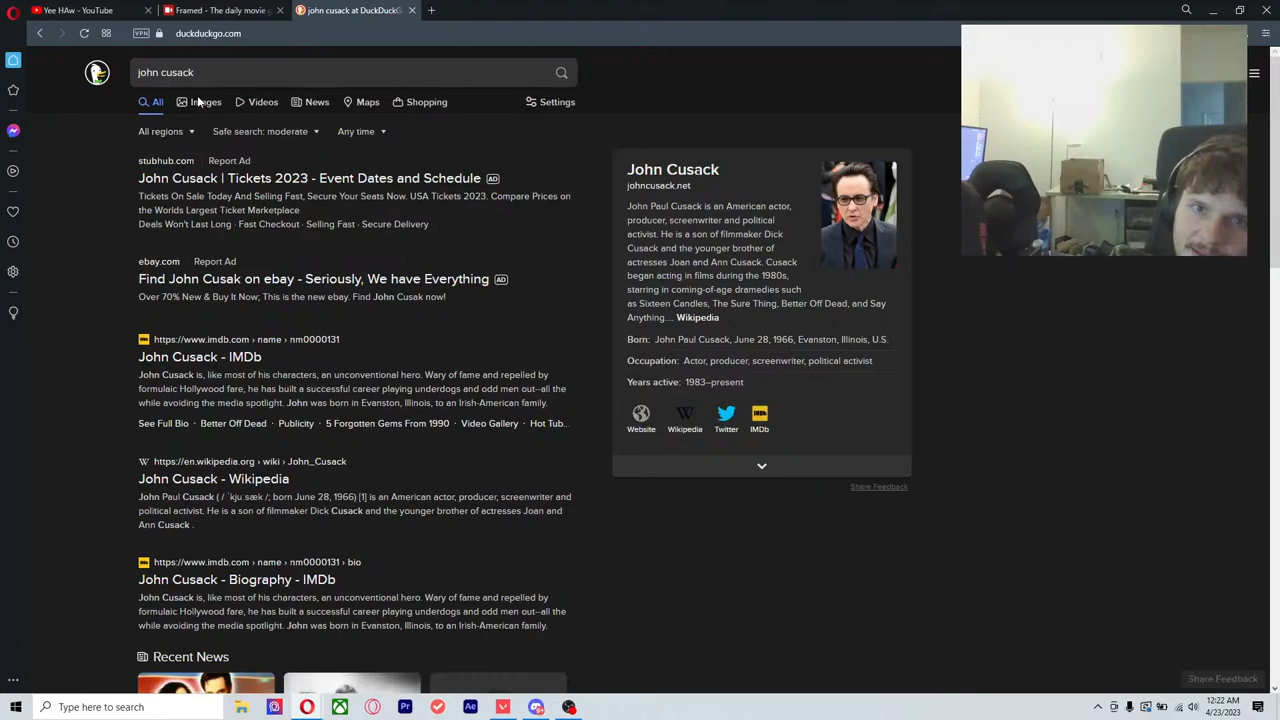 Yee HAw - YouTube
Framed - The daily movie g
john cusack at DuckDuckG
VPN
duckduckgo.com
john cusack
All
Images
Videos
News
Maps
Shopping
Settings
All regions
Safe search: moderate
Any time
stubhub.com
Report Ad
John Cusack | Tickets 2023 - Event Dates and Schedule AD
Tickets On Sale Today And Selling Fast, Secure Your Seats Now. USA Tickets 2023. Compare Prices on
the Worlds Largest Ticket Marketplace
Deals Won't Last Long · Fast Checkout · Selling Fast · Secure Delivery
ebay.com
Report Ad
Find John Cusak on ebay - Seriously, We have Everything AD
Over 70% New & Buy It Now; This is the new ebay. Find John Cusak now!
https://www.imdb.com › name › nm0000131
John Cusack - IMDb
John Cusack is, like most of his characters, an unconventional hero. Wary of fame and repelled by
formulaic Hollywood fare, he has built a successful career playing underdogs and odd men out--all the
while avoiding the media spotlight. John was born in Evanston, Illinois, to an Irish-American family.
See Full Bio · Better Off Dead · Publicity · 5 Forgotten Gems From 1990 · Video Gallery · Hot Tub...
W https://en.wikipedia.org › wiki › John_Cusack
John Cusack - Wikipedia
John Paul Cusack ( / ˈkjuːsæk /; born June 28, 1966) [1] is an American actor, producer, screenwriter and
political activist. He is a son of filmmaker Dick Cusack and the younger brother of actresses Joan and
Ann Cusack .
https://www.imdb.com › name › nm0000131 › bio
John Cusack - Biography - IMDb
John Cusack is, like most of his characters, an unconventional hero. Wary of fame and repelled by
formulaic Hollywood fare, he has built a successful career playing underdogs and odd men out--all the
while avoiding the media spotlight. John was born in Evanston, Illinois, to an Irish-American family.
Recent News
John Cusack
johncusack.net
John Paul Cusack is an American actor,
producer, screenwriter and political
activist. He is a son of filmmaker Dick
Cusack and the younger brother of
actresses Joan and Ann Cusack. Cusack
began acting in films during the 1980s,
starring in coming-of-age dramedies such
as Sixteen Candles, The Sure Thing, Better Off Dead, and Say
Anything.... Wikipedia
Born: John Paul Cusack, June 28, 1966, Evanston, Illinois, U.S.
Occupation: Actor, producer, screenwriter, political activist
Years active: 1983–present
W
IMDb
Website
Wikipedia
Twitter
IMDb
Share Feedback
Share Feedback
Type here to search
Pr
Ae
12:22 AM
4/23/2023